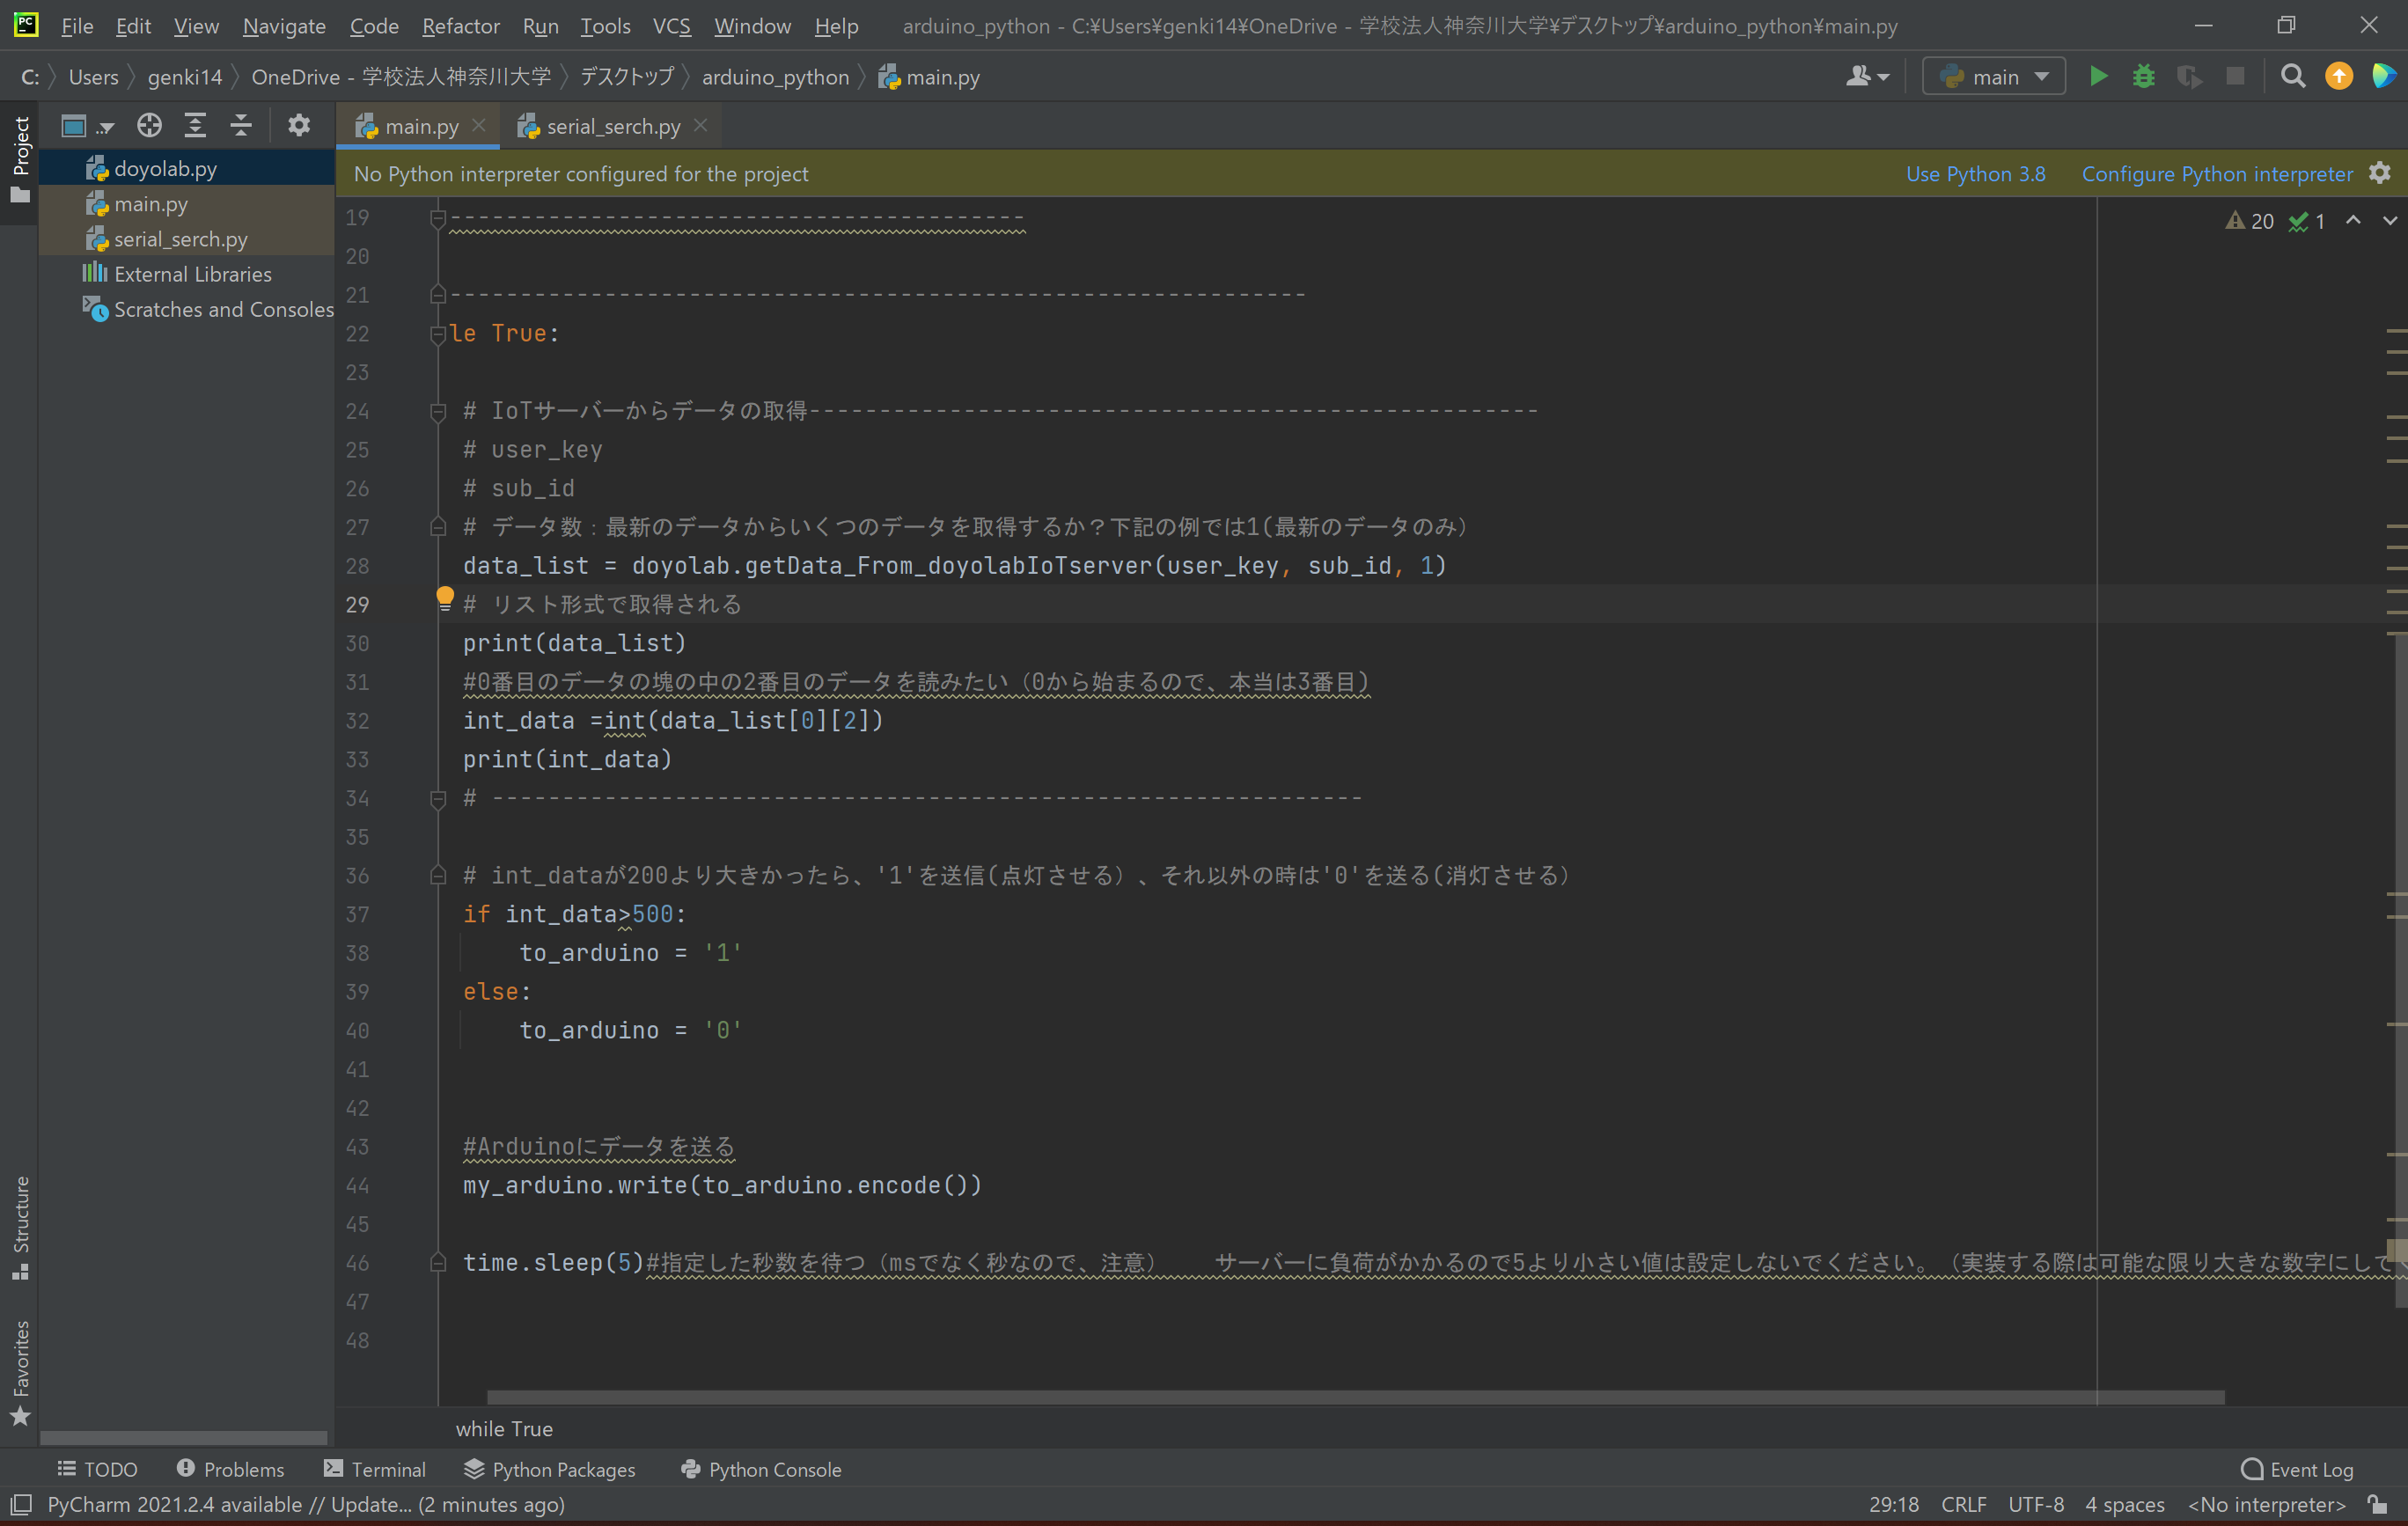 PC File Edit View Navigate Code Refactor Run Tools VCS Window Help arduino_python - C:¥Users¥genki14¥OneDrive - 学校法人神奈川大学¥デスクトップ¥arduino_python¥main.py
C: Users genki14 OneDrive - 学校法人神奈川大学 デスクトップ arduino_python main.py main
Project
main.py serial_serch.py
doyolab.py
main.py
serial_serch.py
External Libraries
Scratches and Consoles
No Python interpreter configured for the project Use Python 3.8 Configure Python interpreter
20 1
19 -----------------------------------------
20
21 -------------------------------------------------------------
22 le True:
23
24 # IoTサーバーからデータの取得----------------------------------------------------
25 # user_key
26 # sub_id
27 # データ数：最新のデータからいくつのデータを取得するか？下記の例では1(最新のデータのみ）
28 data_list = doyolab.getData_From_doyolabIoTserver(user_key, sub_id, 1)
29 # リスト形式で取得される
30 print(data_list)
31 #0番目のデータの塊の中の2番目のデータを読みたい（0から始まるので、本当は3番目)
32 int_data =int(data_list[0][2])
33 print(int_data)
34 # --------------------------------------------------------------
35
36 # int_dataが200より大きかったら、'1'を送信(点灯させる）、それ以外の時は'0'を送る(消灯させる）
37 if int_data>500:
38 to_arduino = '1'
39 else:
40 to_arduino = '0'
41
42
43 #Arduinoにデータを送る
44 my_arduino.write(to_arduino.encode())
45
46 time.sleep(5)#指定した秒数を待つ（msでなく秒なので、注意）　　サーバーに負荷がかかるので5より小さい値は設定しないでください。（実装する際は可能な限り大きな数字にして
47
48
while True
Structure
Favorites
TODO Problems Terminal Python Packages Python Console Event Log
PyCharm 2021.2.4 available // Update... (2 minutes ago) 29:18 CRLF UTF-8 4 spaces <No interpreter>